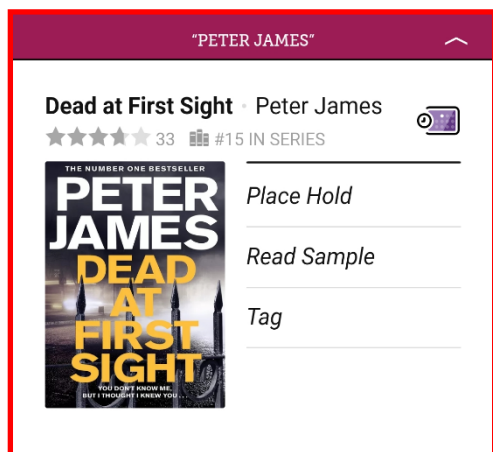 “PETER JAMES”
Dead at First Sight • Peter James
33 #15 IN SERIES
THE NUMBER ONE BESTSELLER
PETER
JAMES
DEAD
AT
FIRST
SIGHT
YOU DON'T KNOW ME.
BUT I THOUGHT I KNEW YOU . . .
Place Hold
Read Sample
Tag